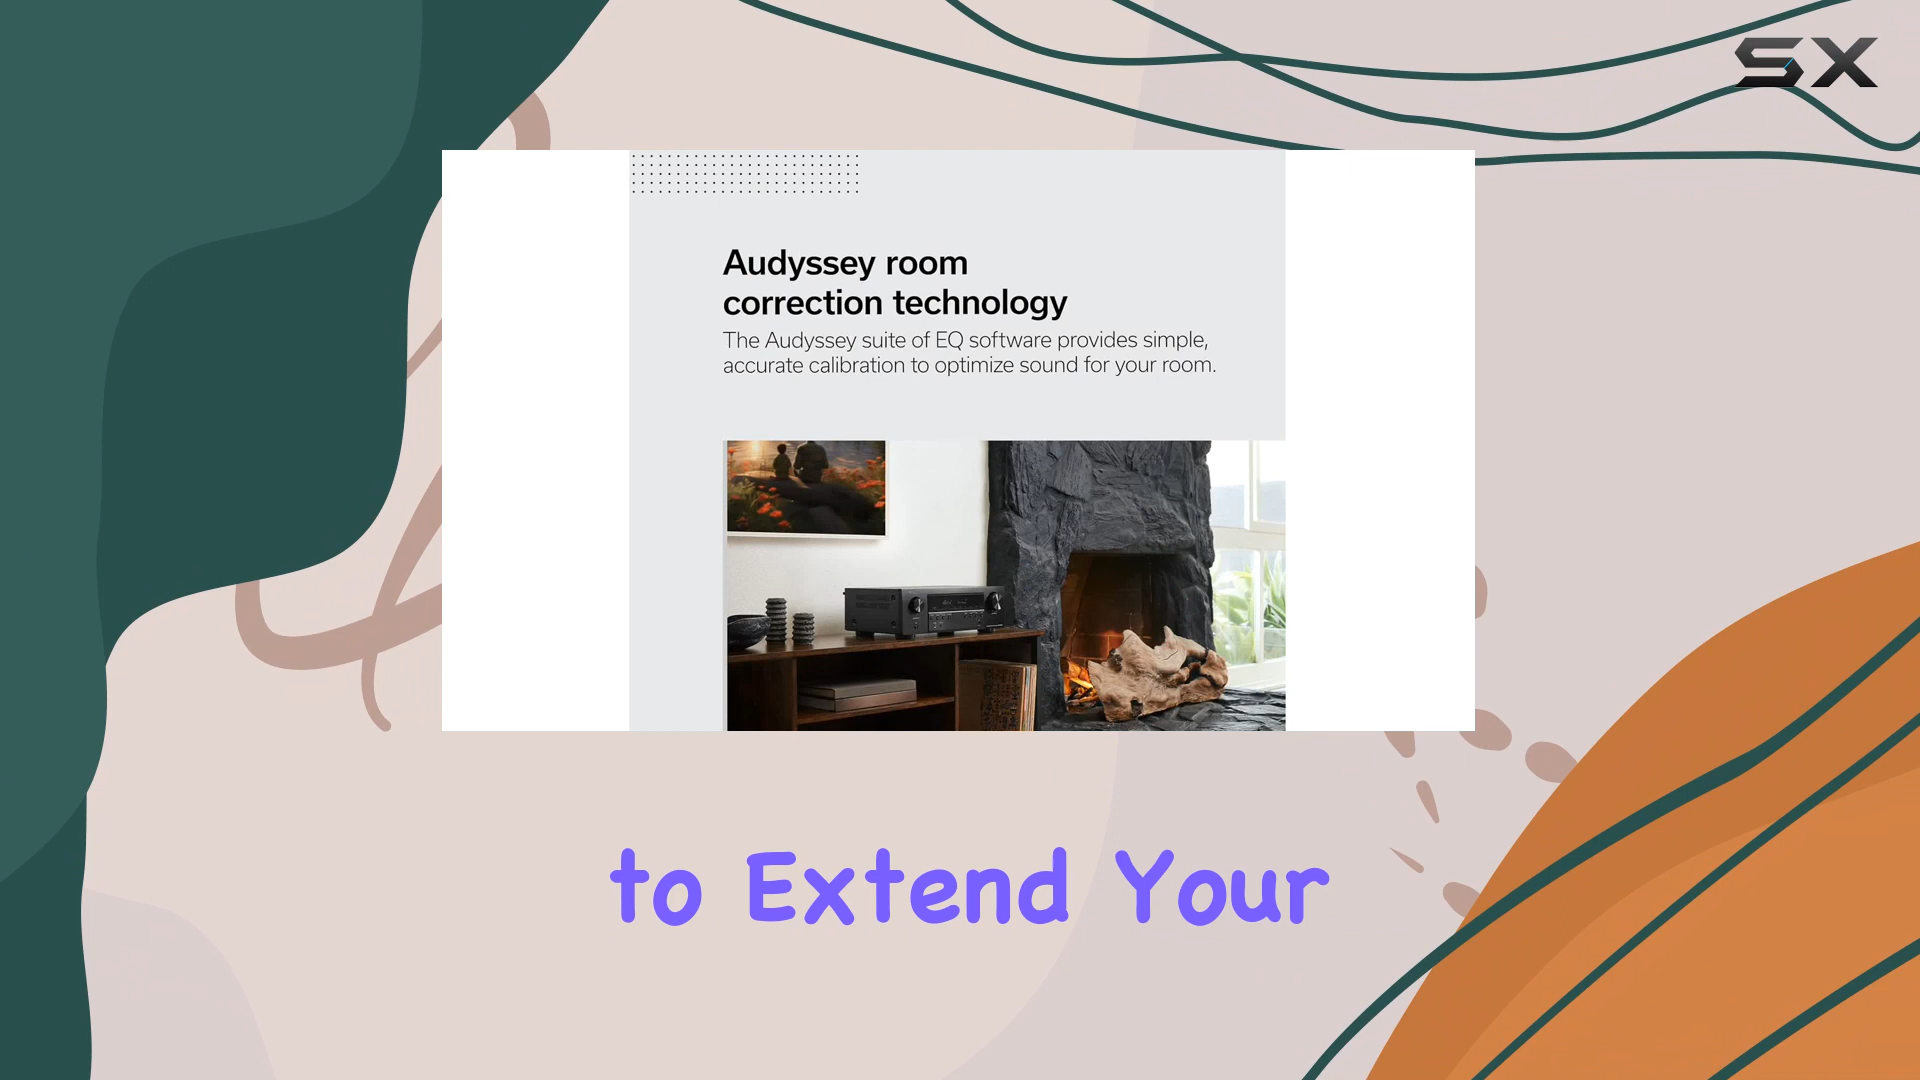 SX
Audyssey room
correction technology
The Audyssey suite of EQ software provides simple,
accurate calibration to optimize sound for your room.
to Extend Your